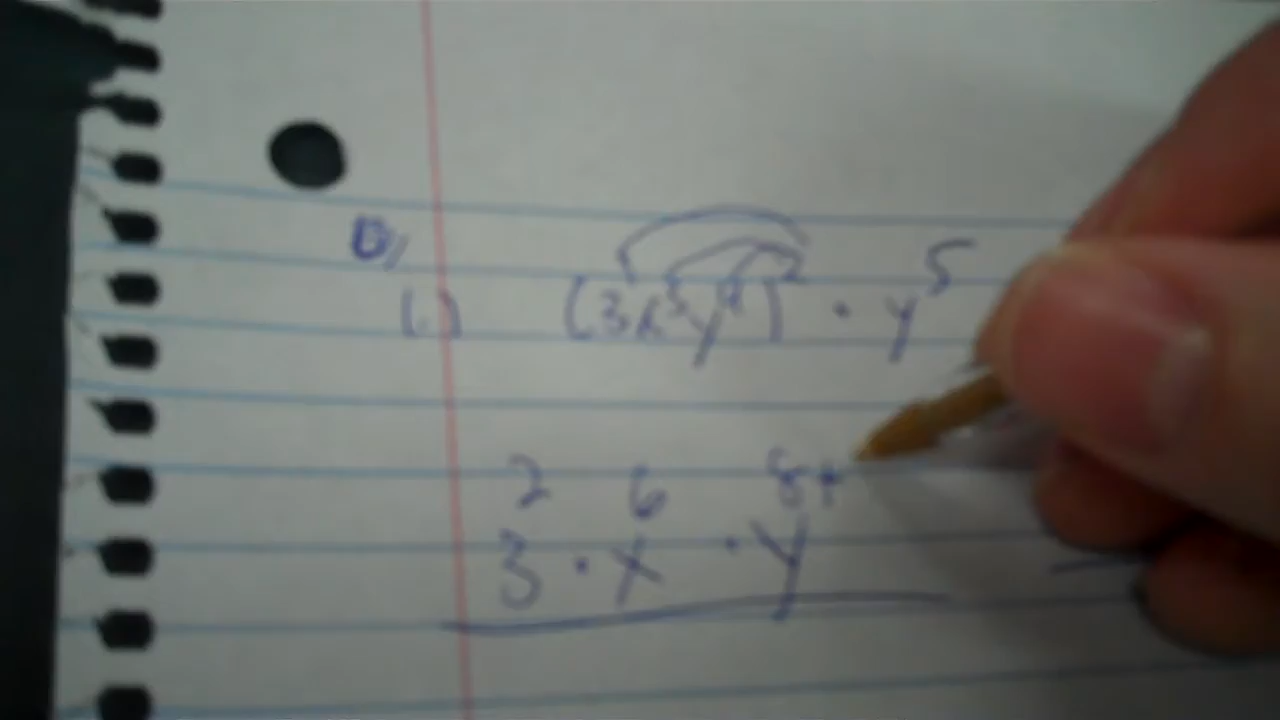 1.) (3x³y⁴)² · y⁵
3² · x⁶ · y⁸⁺